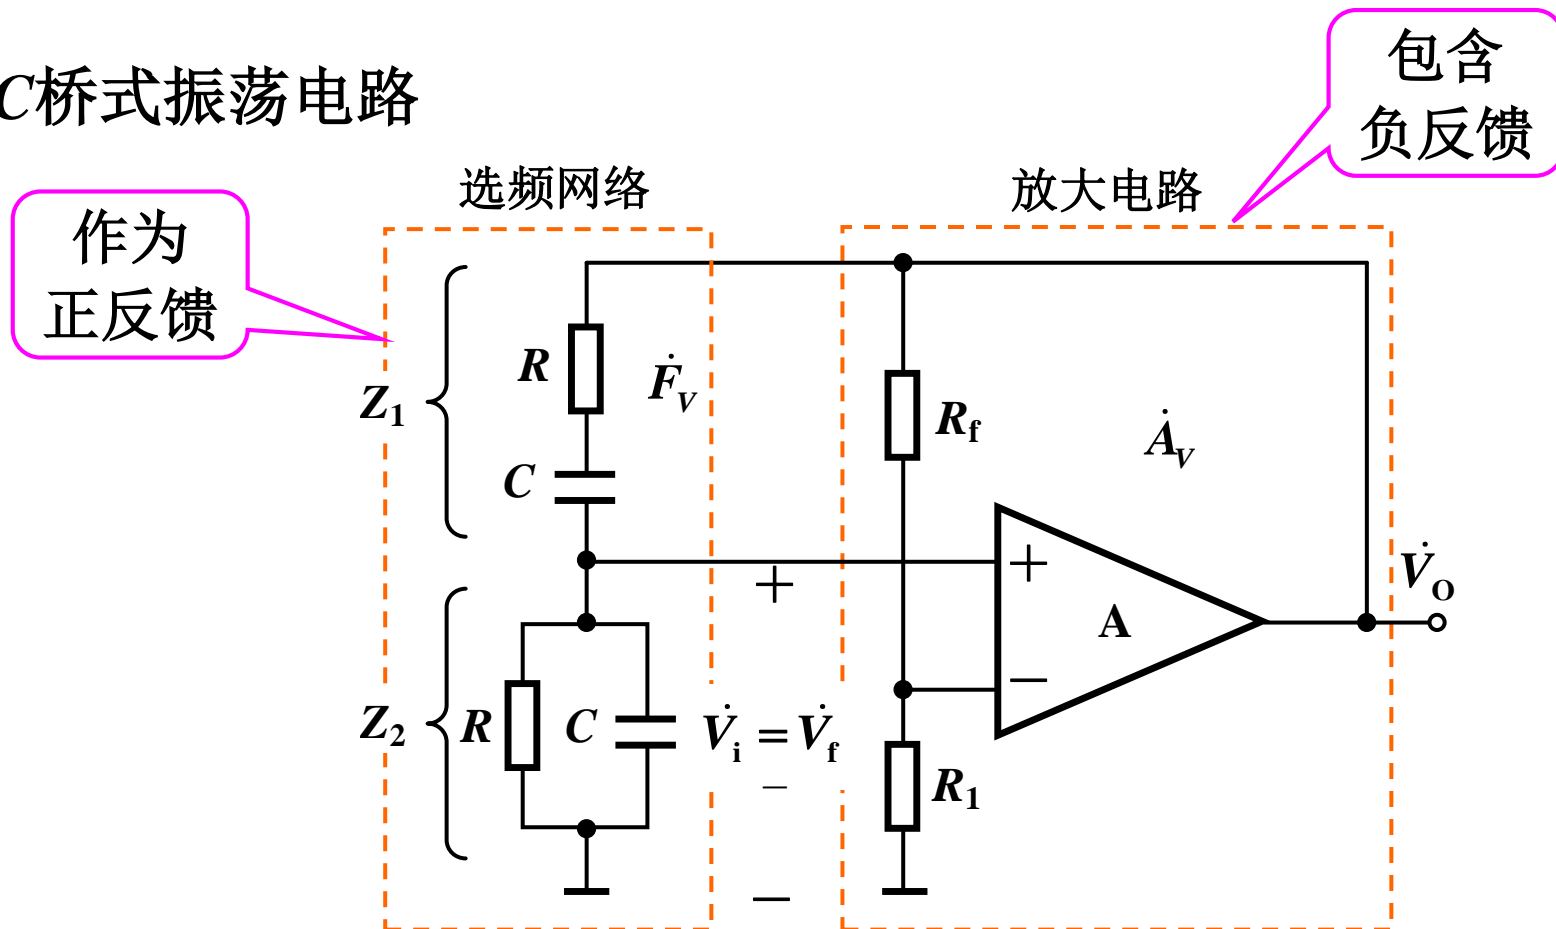 C桥式振荡电路
包含
负反馈
作为
正反馈
选频网络
放大电路
Z1
R
C
ḞV
Rf
ȦV
+
+
−
A
V̇O
Z2
R
C
V̇i = V̇f
−
R1
−